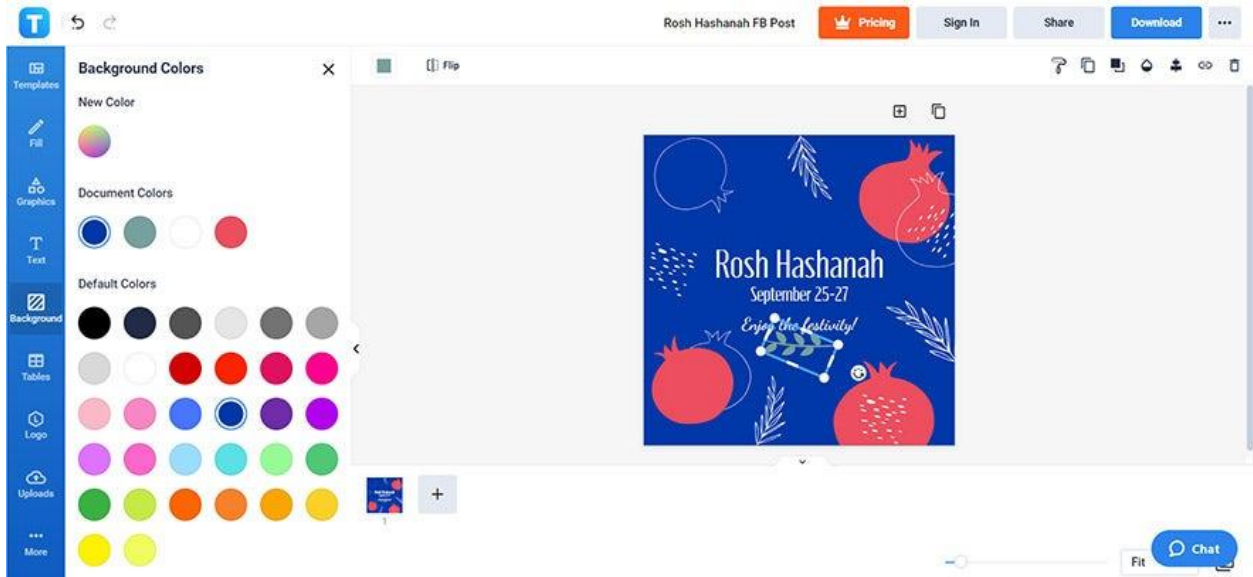 T
Rosh Hashanah FB Post
Pricing
Sign In
Share
Download
Templates
Fill
Graphics
Text
Background
Tables
Logo
Uploads
More
Background Colors
New Color
Document Colors
Default Colors
Flip
Rosh Hashanah
September 25-27
Enjoy the festivity!
1
Fit
Chat